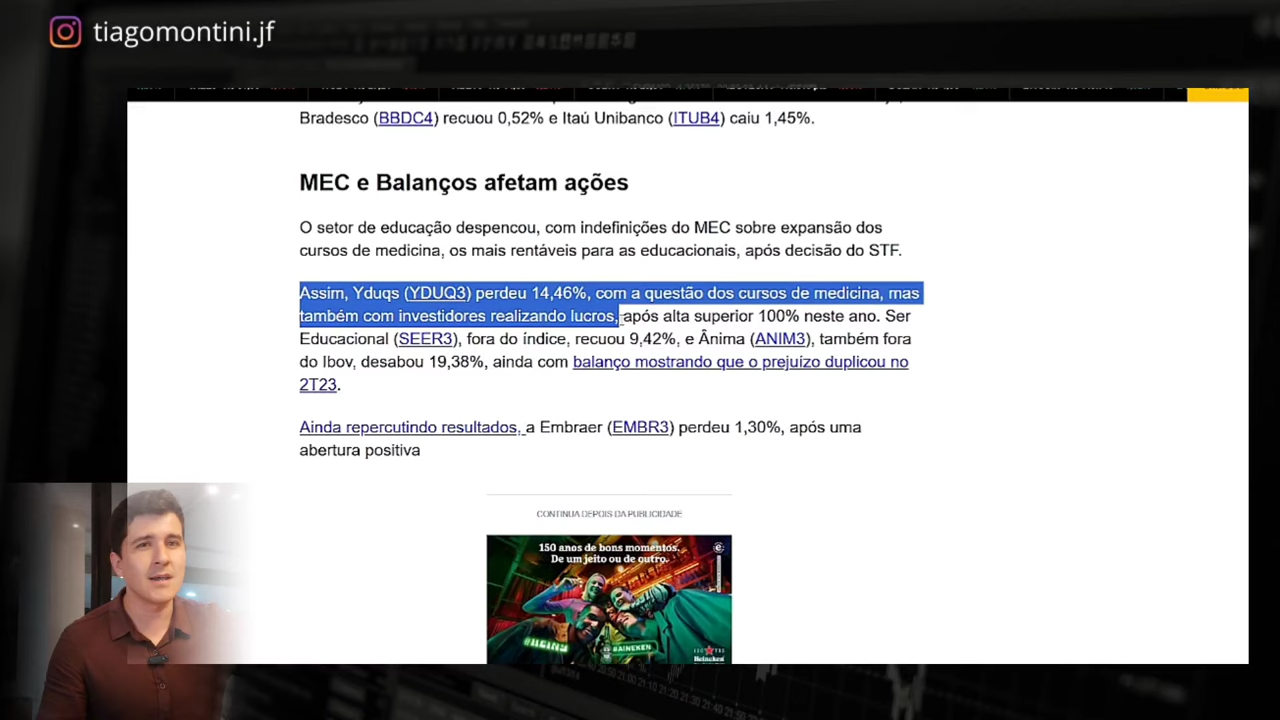 tiagomontini.jf
Bradesco (BBDC4) recuou 0,52% e Itaú Unibanco (ITUB4) caiu 1,45%.
MEC e Balanços afetam ações
O setor de educação despencou, com indefinições do MEC sobre expansão dos
cursos de medicina, os mais rentáveis para as educacionais, após decisão do STF.
Assim, Yduqs (YDUQ3) perdeu 14,46%, com a questão dos cursos de medicina, mas
também com investidores realizando lucros, após alta superior 100% neste ano. Ser
Educacional (SEER3), fora do índice, recuou 9,42%, e Ânima (ANIM3), também fora
do Ibov, desabou 19,38%, ainda com balanço mostrando que o prejuízo duplicou no
2T23.
Ainda repercutindo resultados, a Embraer (EMBR3) perdeu 1,30%, após uma
abertura positiva
CONTINUA DEPOIS DA PUBLICIDADE
150 anos de bons momentos.
De um jeito ou de outro.
BAINEKEN
Heineken